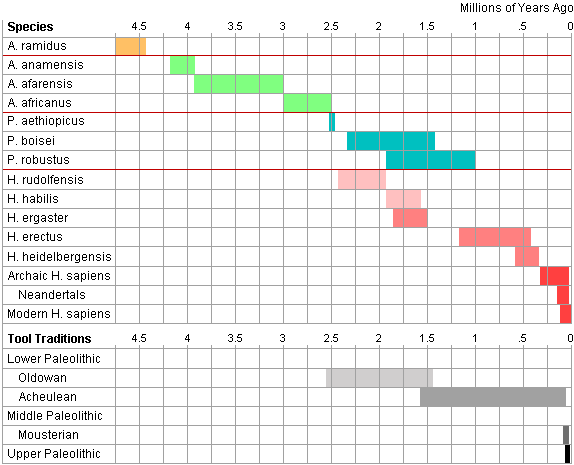 Millions of Years Ago
Species 4.5 4 3.5 3 2.5 2 1.5 1 .5 0
A. ramidus
A. anamensis
A. afarensis
A. africanus
P. aethiopicus
P. boisei
P. robustus
H. rudolfensis
H. habilis
H. ergaster
H. erectus
H. heidelbergensis
Archaic H. sapiens
Neandertals
Modern H. sapiens
Tool Traditions 4.5 4 3.5 3 2.5 2 1.5 1 .5 0
Lower Paleolithic
Oldowan
Acheulean
Middle Paleolithic
Mousterian
Upper Paleolithic